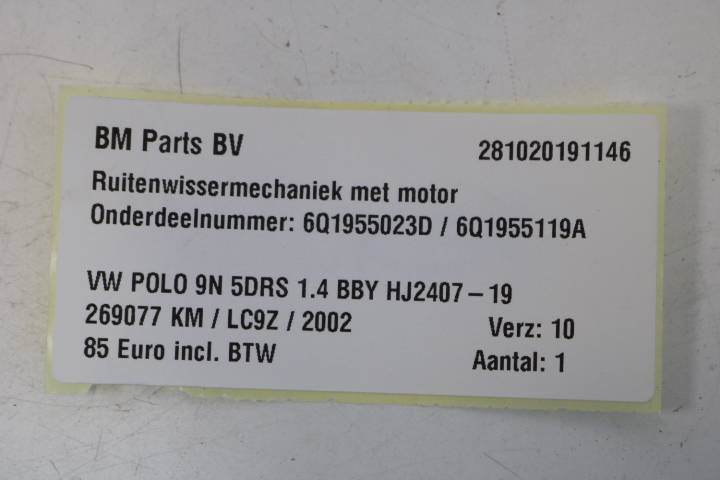 BM Parts BV 281020191146
Ruitenwissermechaniek met motor
Onderdeelnummer: 6Q1955023D / 6Q1955119A
VW POLO 9N 5DRS 1.4 BBY HJ2407 – 19
269077 KM / LC9Z / 2002 Verz: 10
85 Euro incl. BTW Aantal: 1